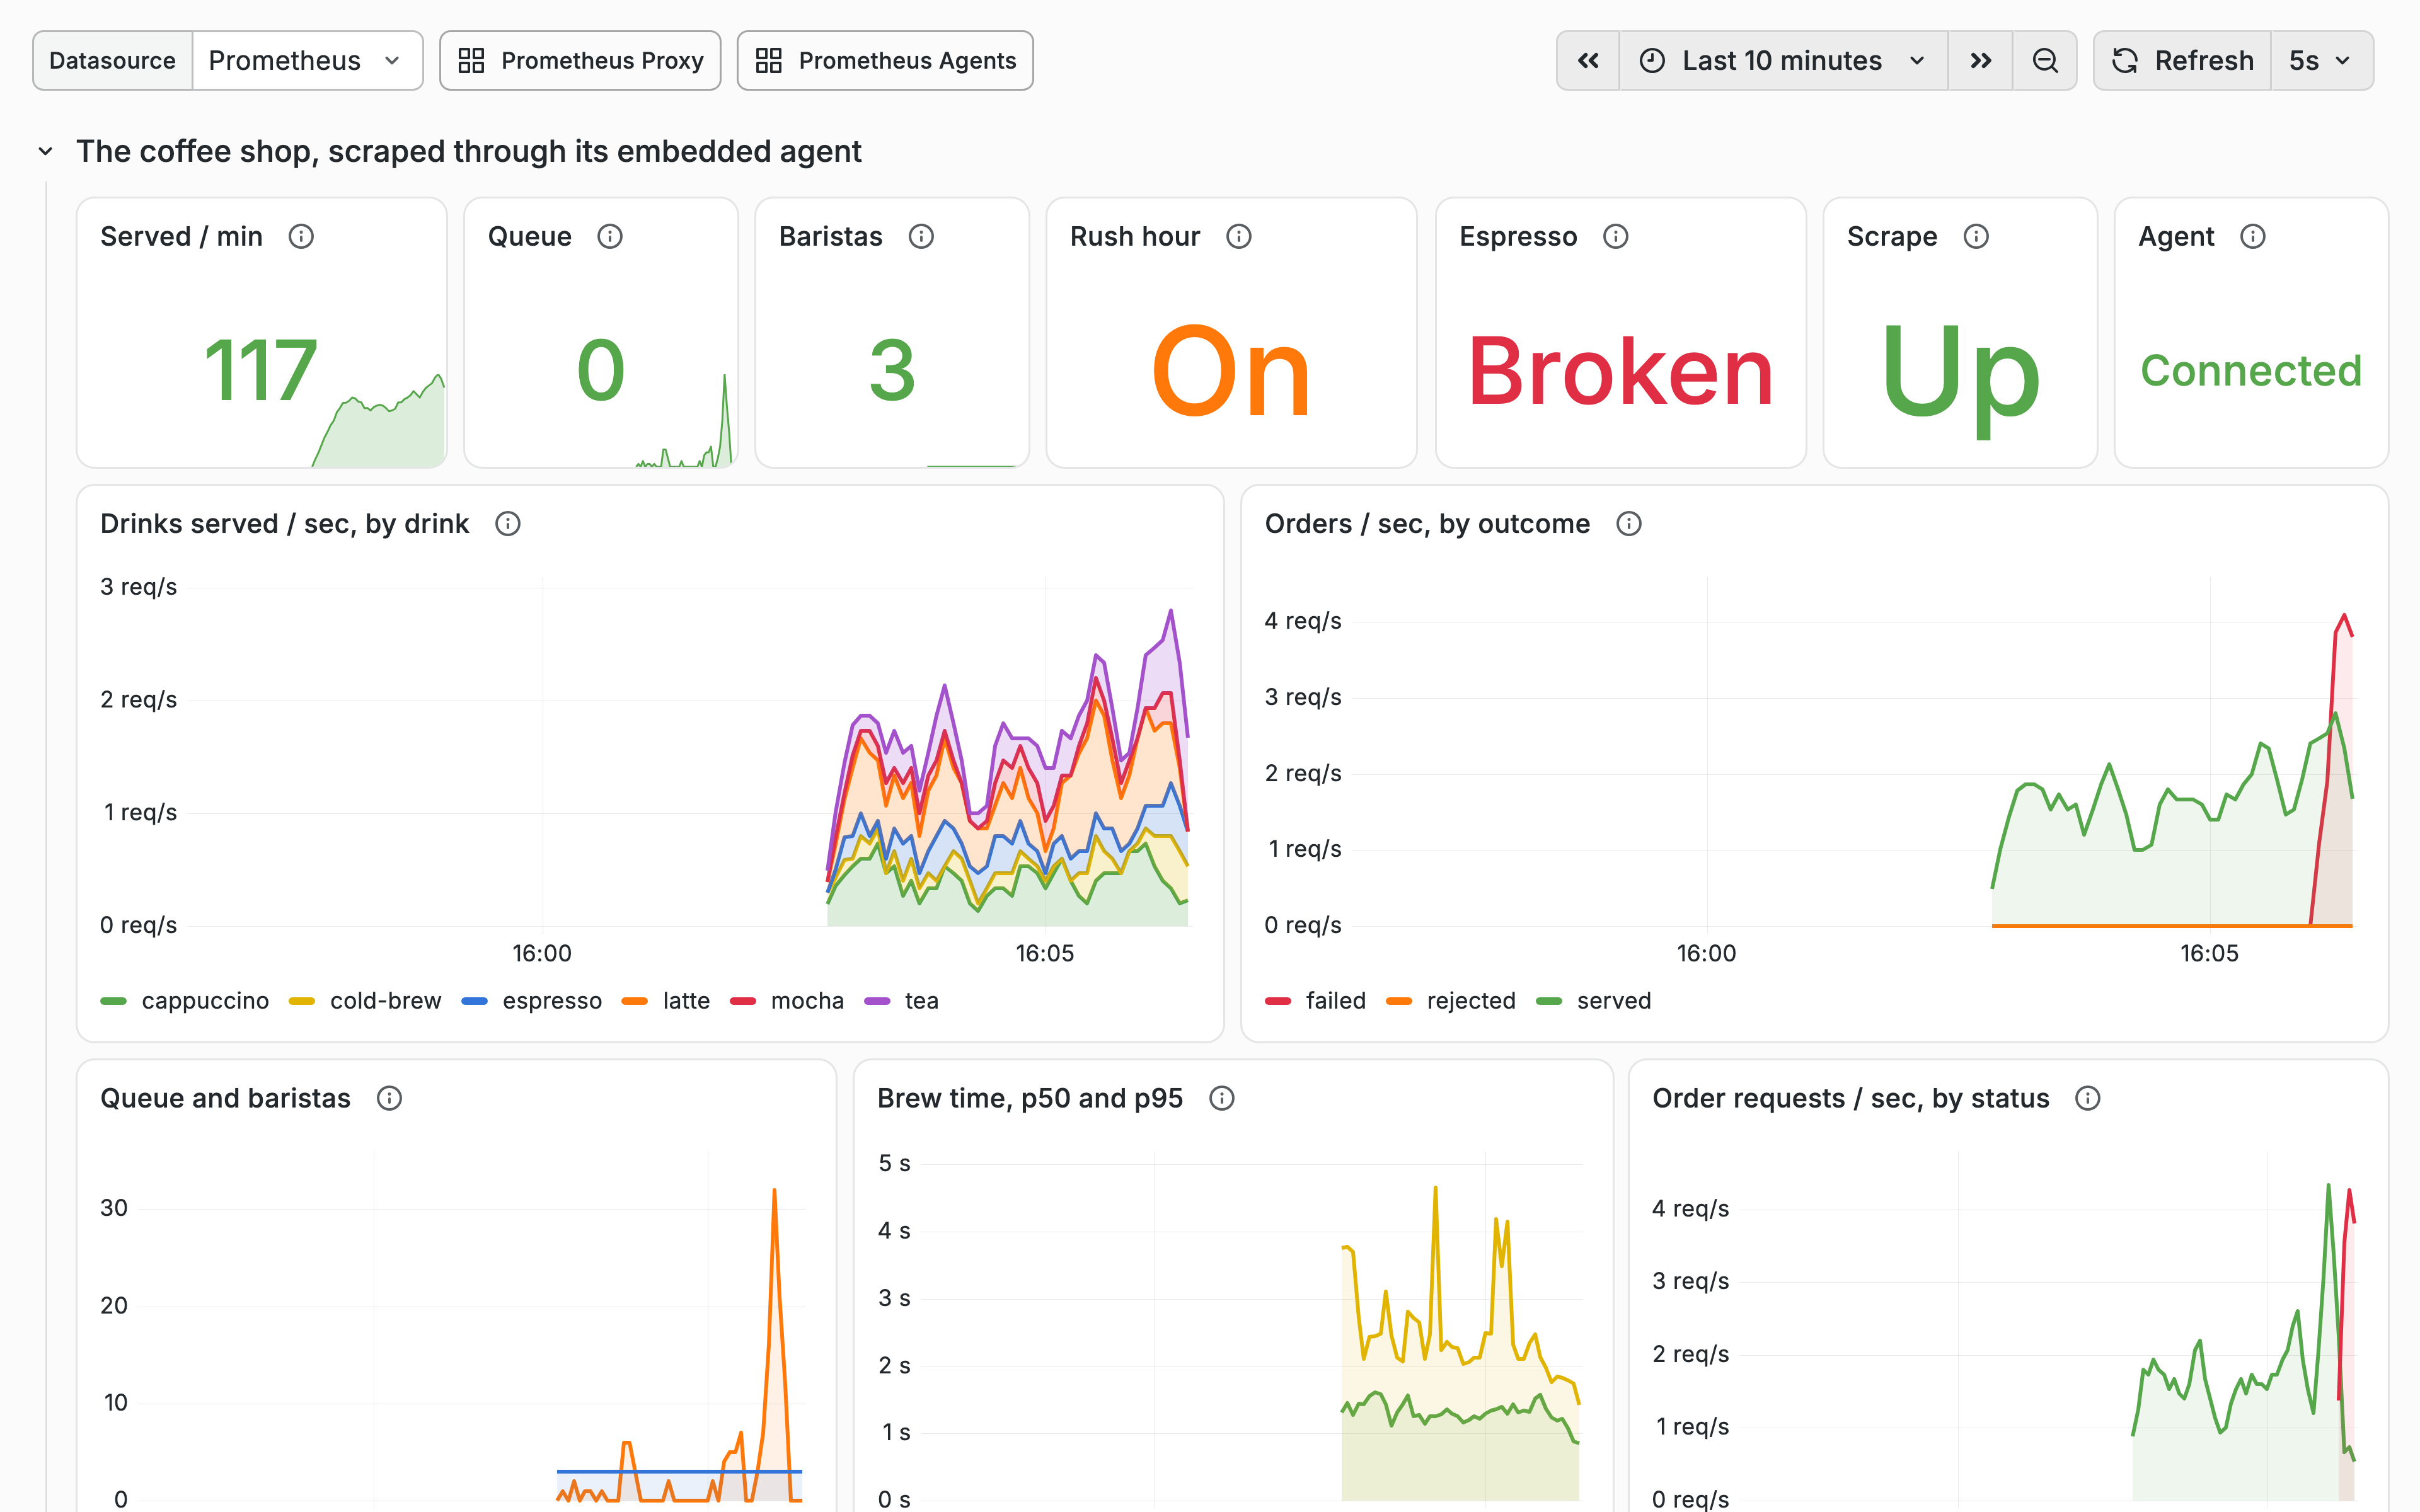 Datasource Prometheus Prometheus Proxy Prometheus Agents Last 10 minutes Refresh 5s
The coffee shop, scraped through its embedded agent
Served / min Queue Baristas Rush hour Espresso Scrape Agent
117 0 3 On Broken Up Connected
Drinks served / sec, by drink
3 req/s
2 req/s
1 req/s
0 req/s
16:00 16:05
cappuccino cold-brew espresso latte mocha tea
Orders / sec, by outcome
4 req/s
3 req/s
2 req/s
1 req/s
0 req/s
16:00 16:05
failed rejected served
Queue and baristas
30
20
10
0
Brew time, p50 and p95
5 s
4 s
3 s
2 s
1 s
0 s
Order requests / sec, by status
4 req/s
3 req/s
2 req/s
1 req/s
0 req/s